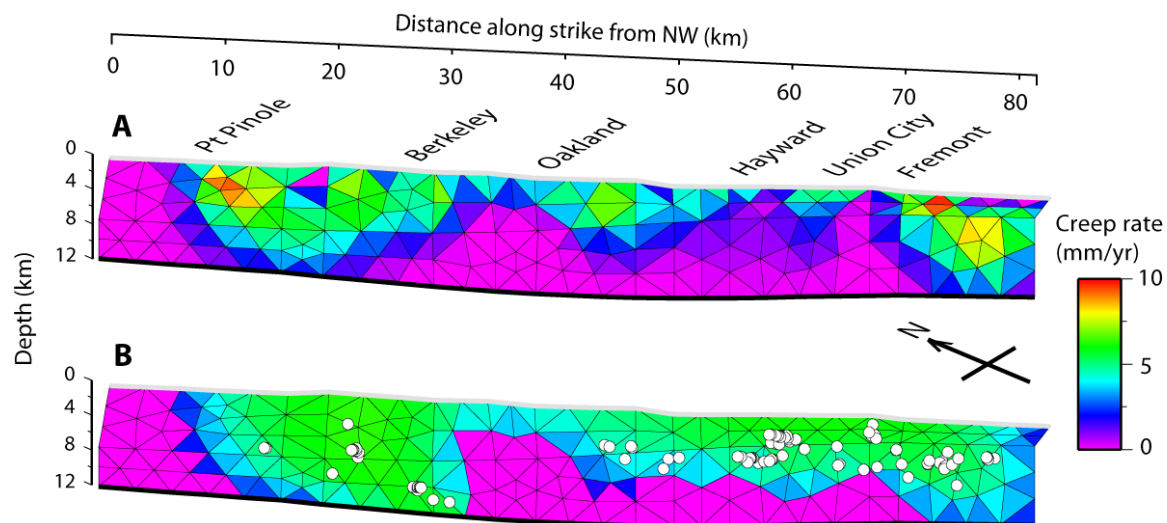 Distance along strike from NW (km)
0 10 20 30 40 50 60 70 80
A
Pt Pinole
Berkeley
Oakland
Hayward
Union City
Fremont
0
4
8
12
Depth (km)
Creep rate
(mm/yr)
10
5
0
N
B
0
4
8
12